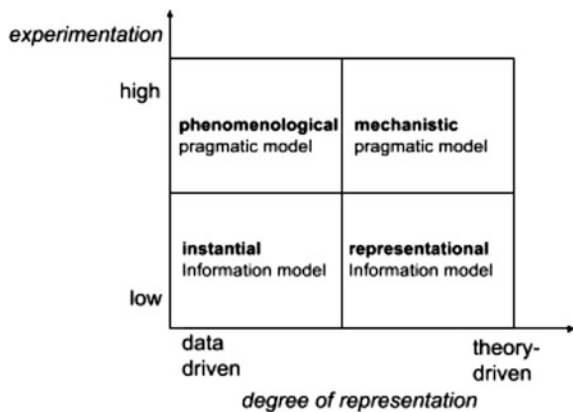 experimentation
high
phenomenological
pragmatic model
mechanistic
pragmatic model
instantial
Information model
representational
Information model
low
data
driven
theory-
driven
degree of representation